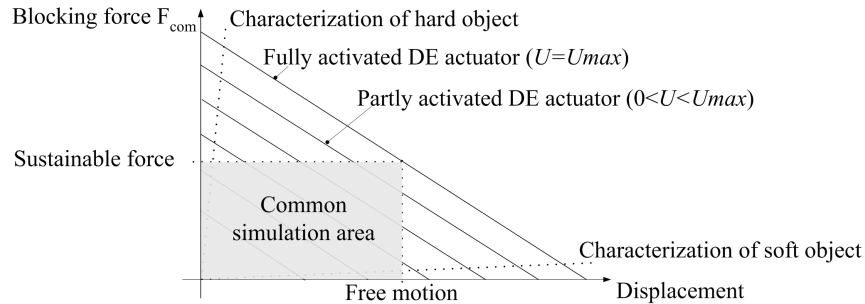 Blocking force F_com
Characterization of hard object
Fully activated DE actuator (U=Umax)
Partly activated DE actuator (0<U<Umax)
Sustainable force
Common
simulation area
Characterization of soft object
Free motion
Displacement